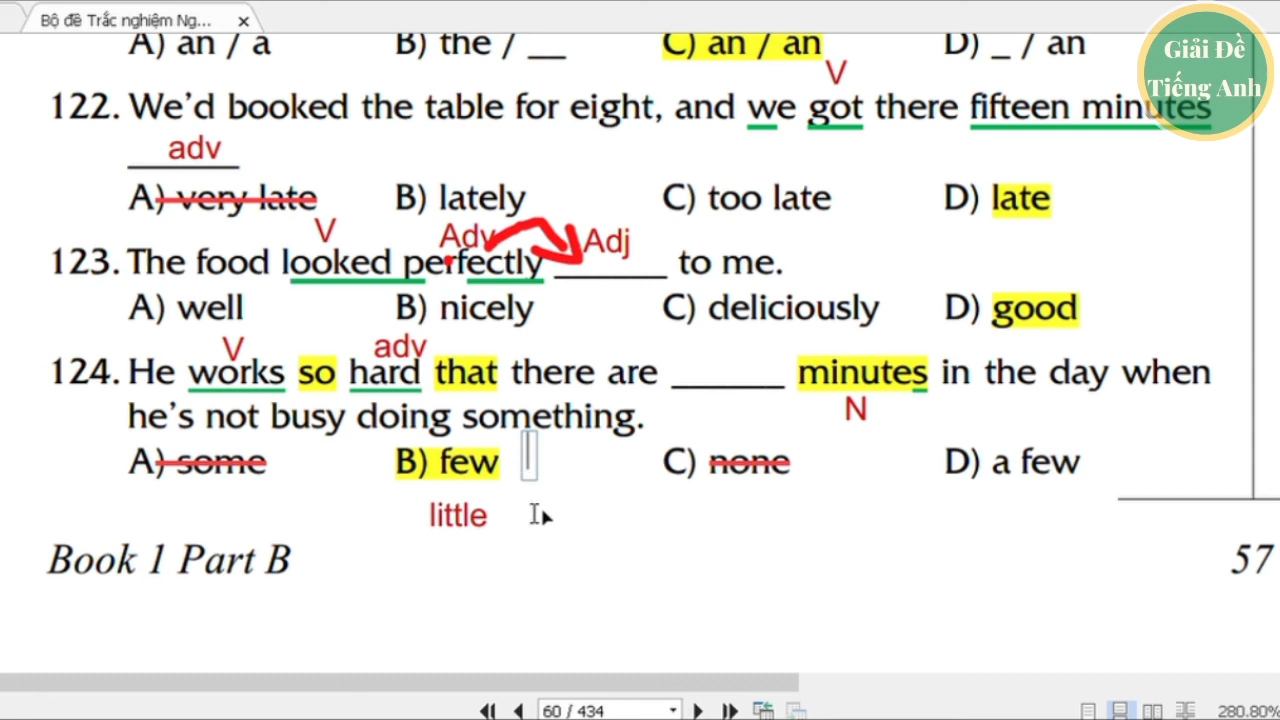 Bộ đề Trắc nghiệm Ng... ×
Giải Đề
Tiếng Anh
A) an / a B) the / __ C) an / an D) _ / an
V
122. We'd booked the table for eight, and we got there fifteen minutes
adv
________
A) very late B) lately C) too late D) late
V Adv Adj
123. The food looked perfectly ________ to me.
A) well B) nicely C) deliciously D) good
V adv
124. He works so hard that there are ________ minutes in the day when
N
he's not busy doing something.
A) some B) few C) none D) a few
little
Book 1 Part B 57
60 / 434 280.80%